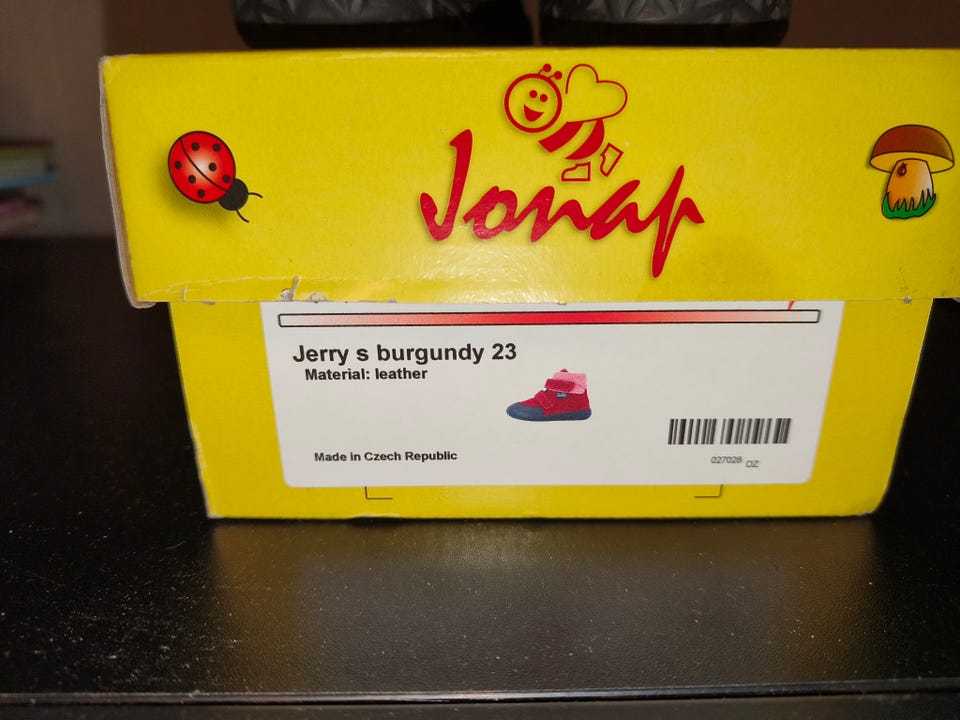 Jonap
Jerry s burgundy 23
Material: leather
Made in Czech Republic
027028 DZ